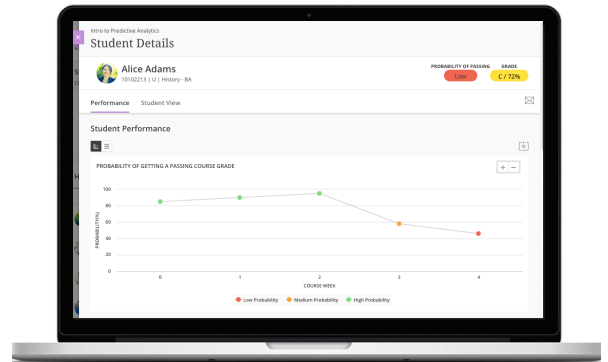 Intro to Predictive Analytics
Student Details
Alice Adams
10102213 | U | History - BA
PROBABILITY OF PASSING GRADE
Low C / 72%
Performance Student View
Student Performance
PROBABILITY OF GETTING A PASSING COURSE GRADE
+ −
PROBABILITY(%)
100
80
60
40
20
0
0 1 2 3 4
COURSE WEEK
Low Probability Medium Probability High Probability